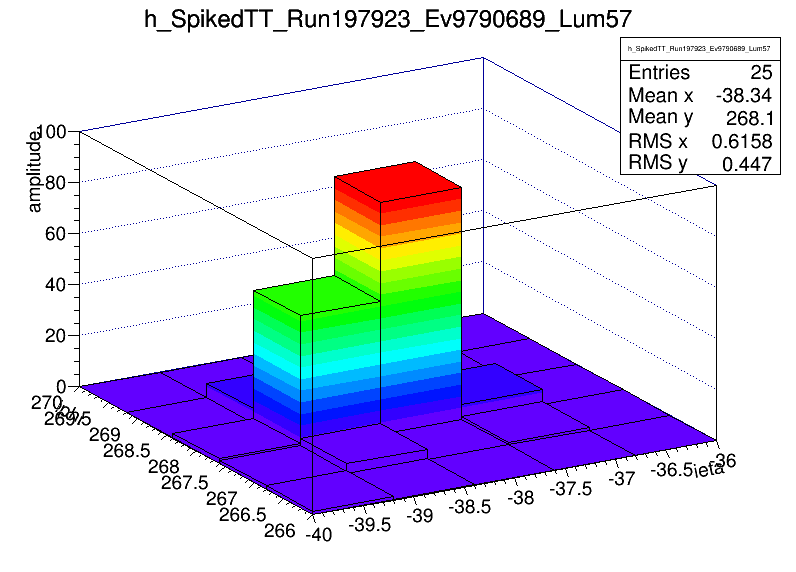 h_SpikedTT_Run197923_Ev9790689_Lum57
h_SpikedTT_Run197923_Ev9790689_Lum57
Entries 25
Mean x -38.34
Mean y 268.1
RMS x 0.6158
RMS y 0.447
amplitude
100
80
60
40
20
0
270
269.5
269
268.5
268
267.5
267
266.5
266
-40
-39.5
-39
-38.5
-38
-37.5
-37
-36.5
-36
ieta